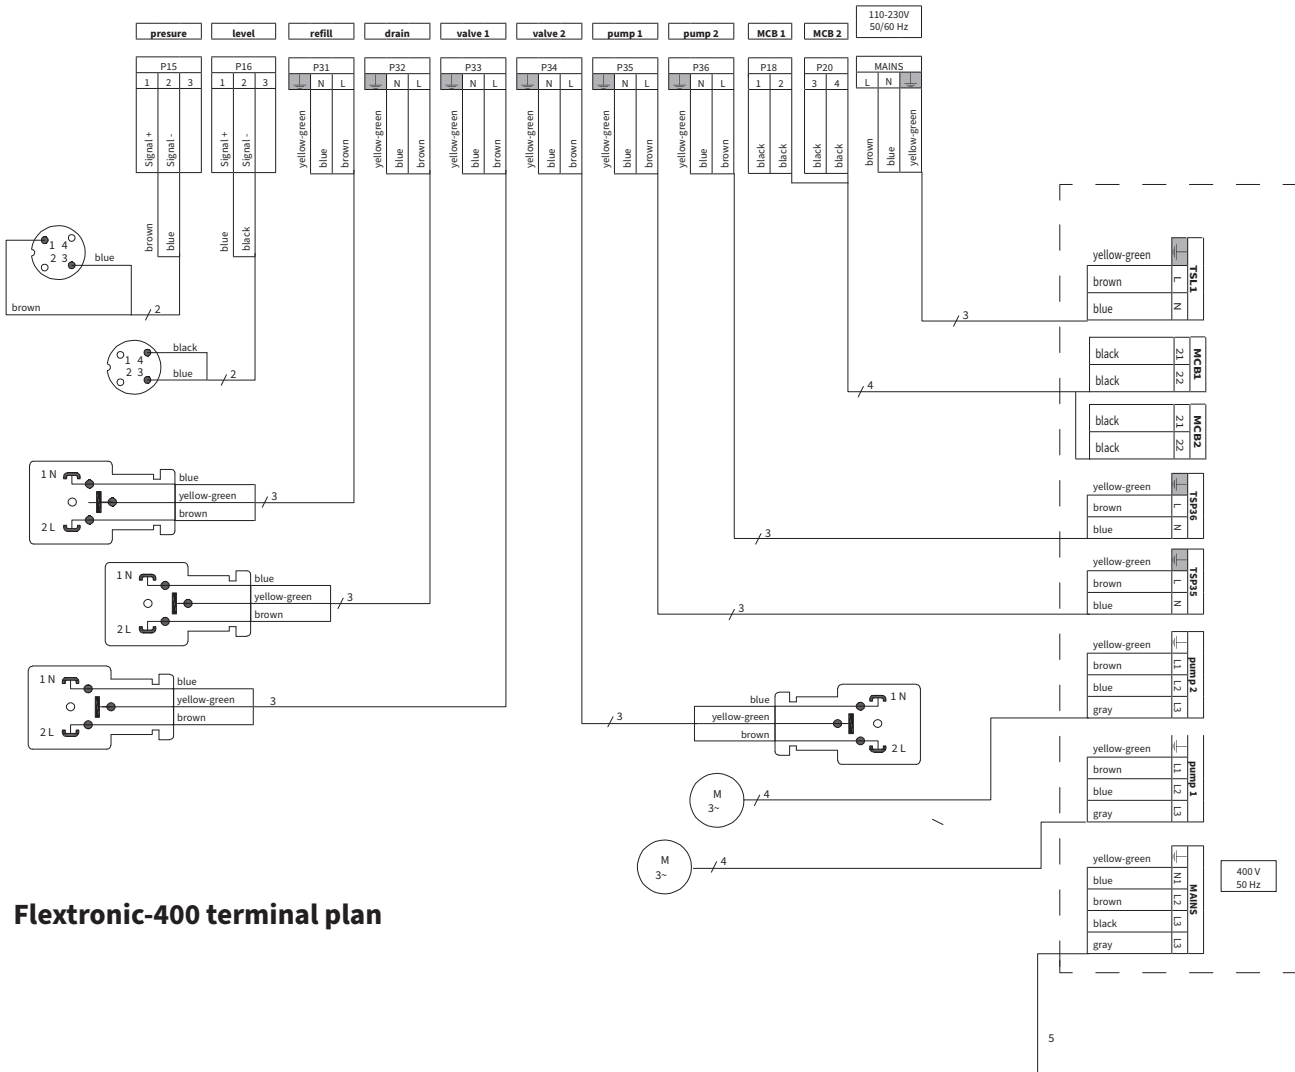 110-230V
50/60 Hz
presure level refill drain valve 1 valve 2 pump 1 pump 2 MCB 1 MCB 2
P15 P16 P31 P32 P33 P34 P35 P36 P18 P20 MAINS
1 2 3 1 2 3 N L N L N L N L N L N L 1 2 3 4 L N
Signal + Signal - Signal + Signal - yellow-green blue brown yellow-green blue brown yellow-green blue brown yellow-green blue brown yellow-green blue brown yellow-green blue brown black black black black brown blue yellow-green
brown blue blue black
1 4
2 3
blue
brown
2
black
1 4
2 3
blue
2
1 N
blue
yellow-green
3
brown
2 L
1 N
blue
yellow-green
3
brown
2 L
1 N
blue
yellow-green
3
brown
2 L
blue
1 N
3
yellow-green
brown
2 L
M
3~
4
M
3~
4
yellow-green
brown L
blue N
TSL1
3
black 21
black 22
MCB1
4
black 21
black 22
MCB2
yellow-green
brown L
blue N
TSP36
3
yellow-green
brown L
blue N
TSP35
3
yellow-green
brown L1
blue L2
gray L3
pump 2
yellow-green
brown L1
blue L2
gray L3
pump 1
yellow-green
blue N1
brown L2
black L3
gray L3
MAINS
400 V
50 Hz
5
Flextronic-400 terminal plan